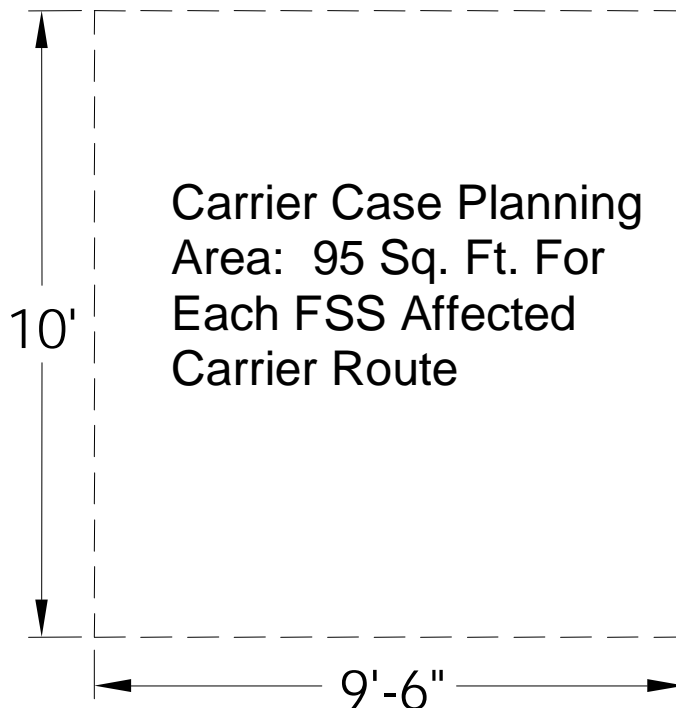 Carrier Case Planning
Area:  95 Sq. Ft. For
Each FSS Affected
Carrier Route
10'
9'-6"